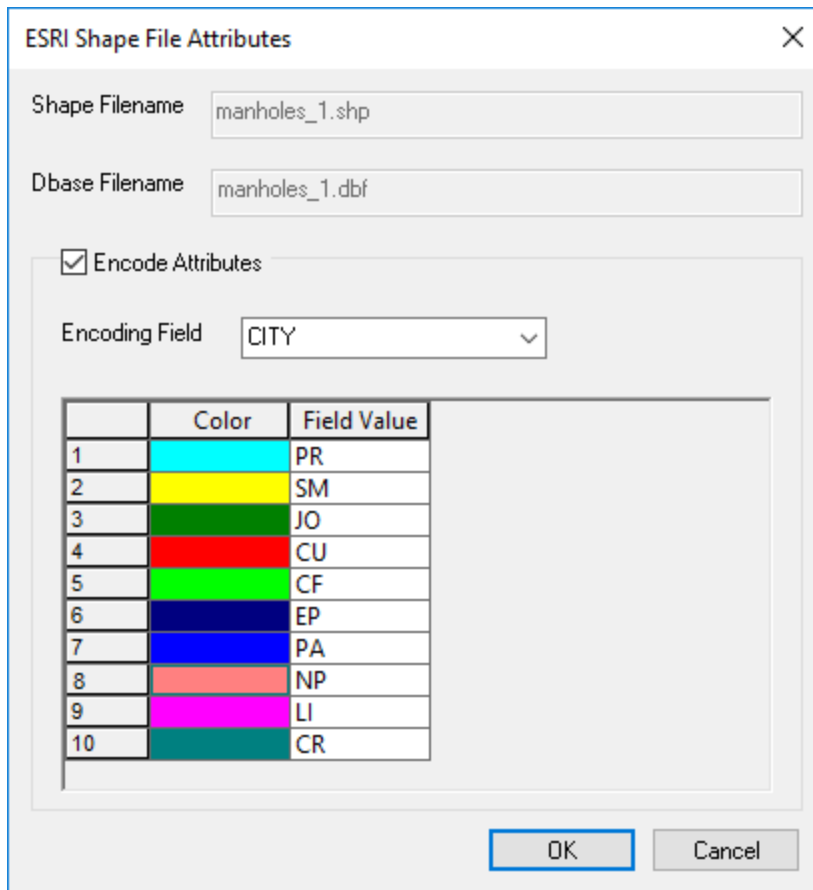 ESRI Shape File Attributes
Shape Filename manholes_1.shp
Dbase Filename manholes_1.dbf
Encode Attributes
Encoding Field CITY
Color Field Value
1 PR
2 SM
3 JO
4 CU
5 CF
6 EP
7 PA
8 NP
9 LI
10 CR
OK Cancel